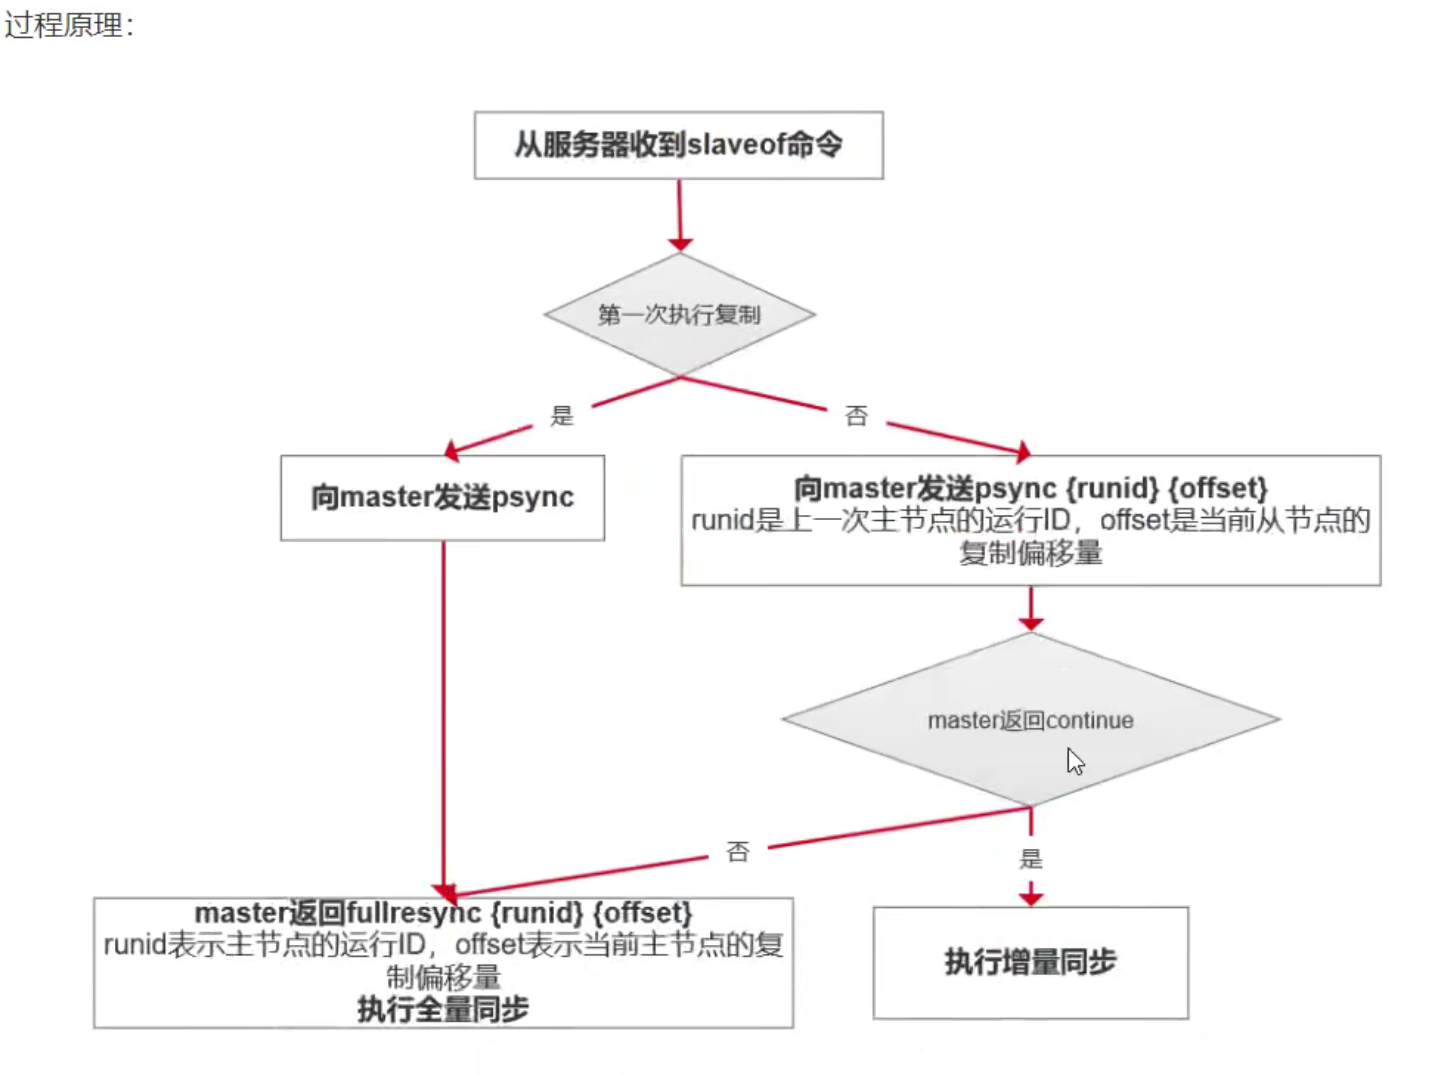 过程原理：
从服务器收到slaveof命令
第一次执行复制
是
否
向master发送psync
向master发送psync {runid} {offset}
runid是上一次主节点的运行ID，offset是当前从节点的
复制偏移量
master返回continue
否
是
master返回fullresync {runid} {offset}
runid表示主节点的运行ID，offset表示当前主节点的复
制偏移量
执行全量同步
执行增量同步